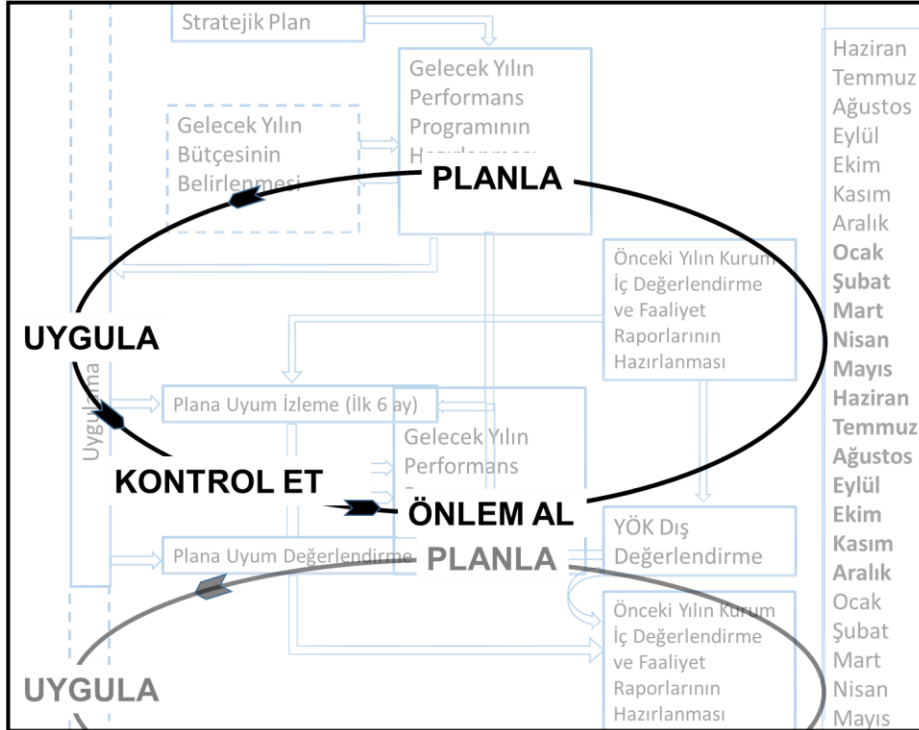 Stratejik Plan
Gelecek Yılın
Performans
Programının
Gelecek Yılın
Bütçesinin
Belirlenmesi
PLANLA
Önceki Yılın Kurum
İç Değerlendirme
ve Faaliyet
Raporlarının
Hazırlanması
UYGULA
Uygulama
Plana Uyum İzleme (İlk 6 ay)
Gelecek Yılın
Performans
KONTROL ET
ÖNLEM AL
YÖK Dış
Değerlendirme
Plana Uyum Değerlendirme
PLANLA
Önceki Yılın Kurum
İç Değerlendirme
ve Faaliyet
Raporlarının
Hazırlanması
UYGULA
Haziran
Temmuz
Ağustos
Eylül
Ekim
Kasım
Aralık
Ocak
Şubat
Mart
Nisan
Mayıs
Haziran
Temmuz
Ağustos
Eylül
Ekim
Kasım
Aralık
Ocak
Şubat
Mart
Nisan
Mayıs